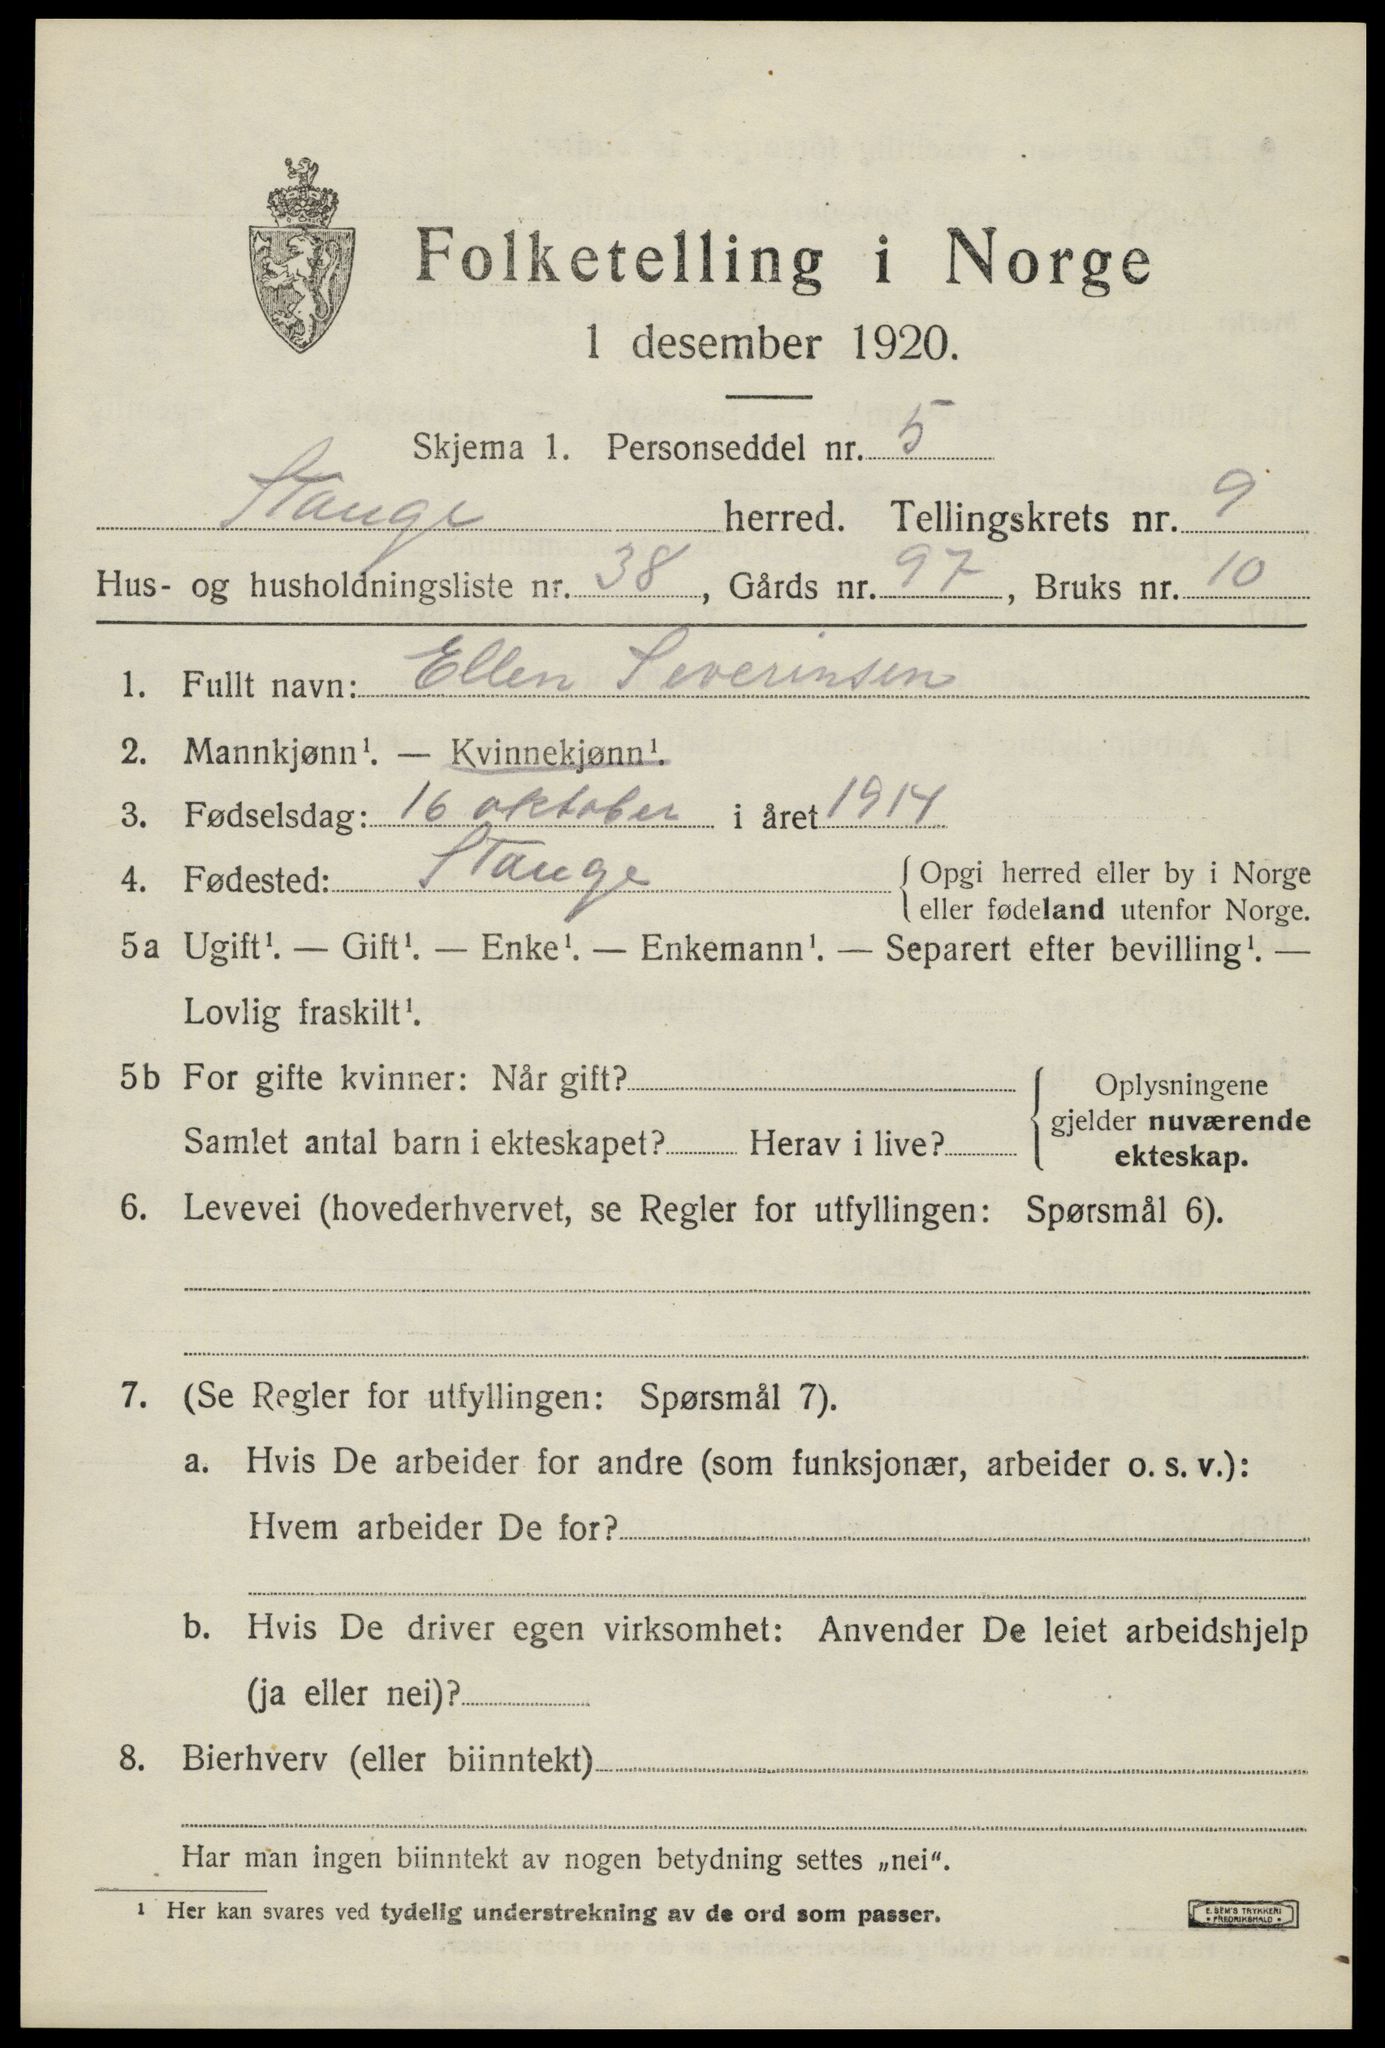 Folketelling i Norge
1 desember 1920.
Skjema 1. Personseddel nr. 5
Stange herred. Tellingskrets nr. 9
Hus- og husholdningsliste nr. 38, Gårds nr. 97, Bruks nr. 10
1. Fullt navn: Ellen Severinsen
2. Mannkjønn¹. — Kvinnekjønn¹.
3. Fødselsdag: 16 oktober i året 1914
4. Fødested: Stange { Opgi herred eller by i Norge
eller fødeland utenfor Norge.
5a Ugift¹. — Gift¹. — Enke¹. — Enkemann¹. — Separert efter bevilling¹. —
Lovlig fraskilt¹.
5b For gifte kvinner: Når gift? { Oplysningene
gjelder nuværende
Samlet antal barn i ekteskapet? Herav i live? ekteskap.
6. Levevei (hovederhvervet, se Regler for utfyllingen: Spørsmål 6).
7. (Se Regler for utfyllingen: Spørsmål 7).
a. Hvis De arbeider for andre (som funksjonær, arbeider o. s. v.):
Hvem arbeider De for?
b. Hvis De driver egen virksomhet: Anvender De leiet arbeidshjelp
(ja eller nei)?
8. Bierhverv (eller biinntekt)
Har man ingen biinntekt av nogen betydning settes „nei“.
¹ Her kan svares ved tydelig understrekning av de ord som passer.
E. SEM'S TRYKKERI
• FREDRIKSHALD •